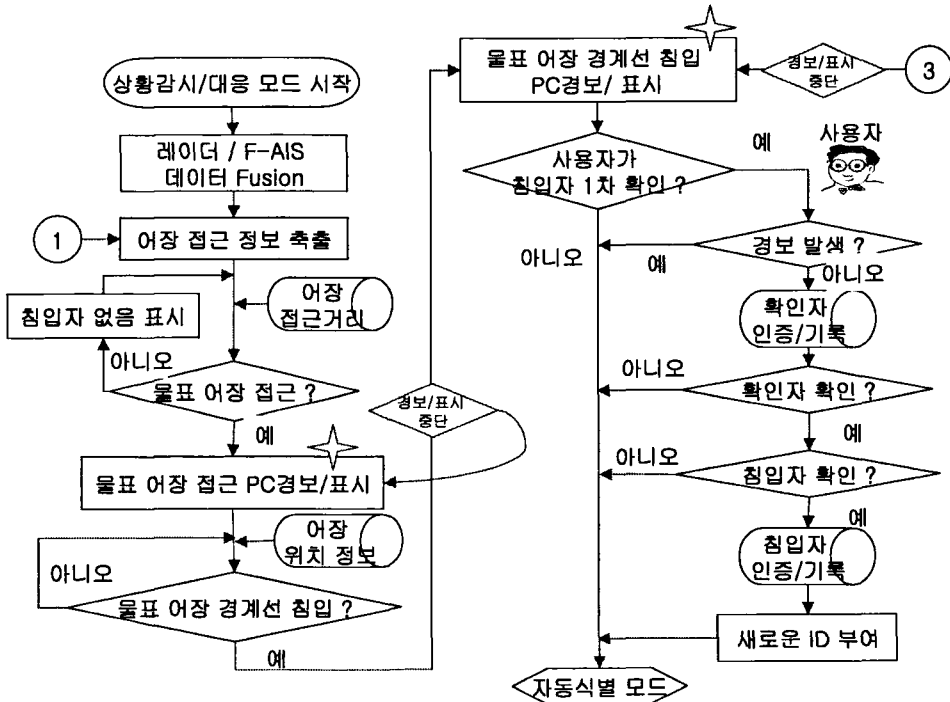 상황감시/대응 모드 시작
레이더 / F-AIS
데이터 Fusion
1
어장 접근 정보 축출
어장
접근거리
침입자 없음 표시
아니오
물표 어장 접근 ?
예
물표 어장 접근 PC경보/표시
어장
위치 정보
아니오
물표 어장 경계선 침입 ?
예
경보/표시
중단
물표 어장 경계선 침입
PC경보/ 표시
경보/표시
중단
3
사용자가
침입자 1차 확인 ?
예
사용자
아니오
경보 발생 ?
예
아니오
확인자
인증/기록
아니오
확인자 확인 ?
예
아니오
침입자 확인 ?
예
침입자
인증/기록
새로운 ID 부여
자동식별 모드